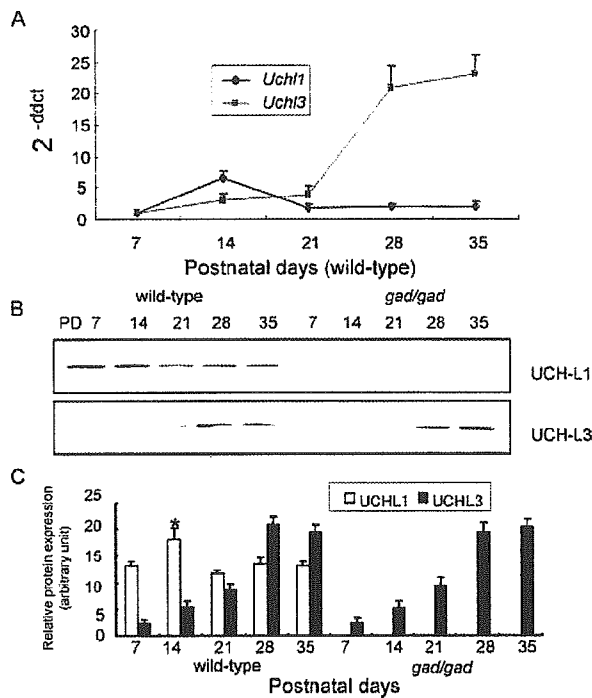 A
30
25
20
15
10
5
0
2 -ddct
Uchl1
Uchl3
7 14 21 28 35
Postnatal days (wild-type)
wild-type gad/gad
B
PD 7 14 21 28 35 7 14 21 28 35
UCH-L1
UCH-L3
C
25
20
15
10
5
0
Relative protein expression
(arbitrary unit)
UCHL1 UCHL3
*
7 14 21 28 35 7 14 21 28 35
wild-type gad/gad
Postnatal days